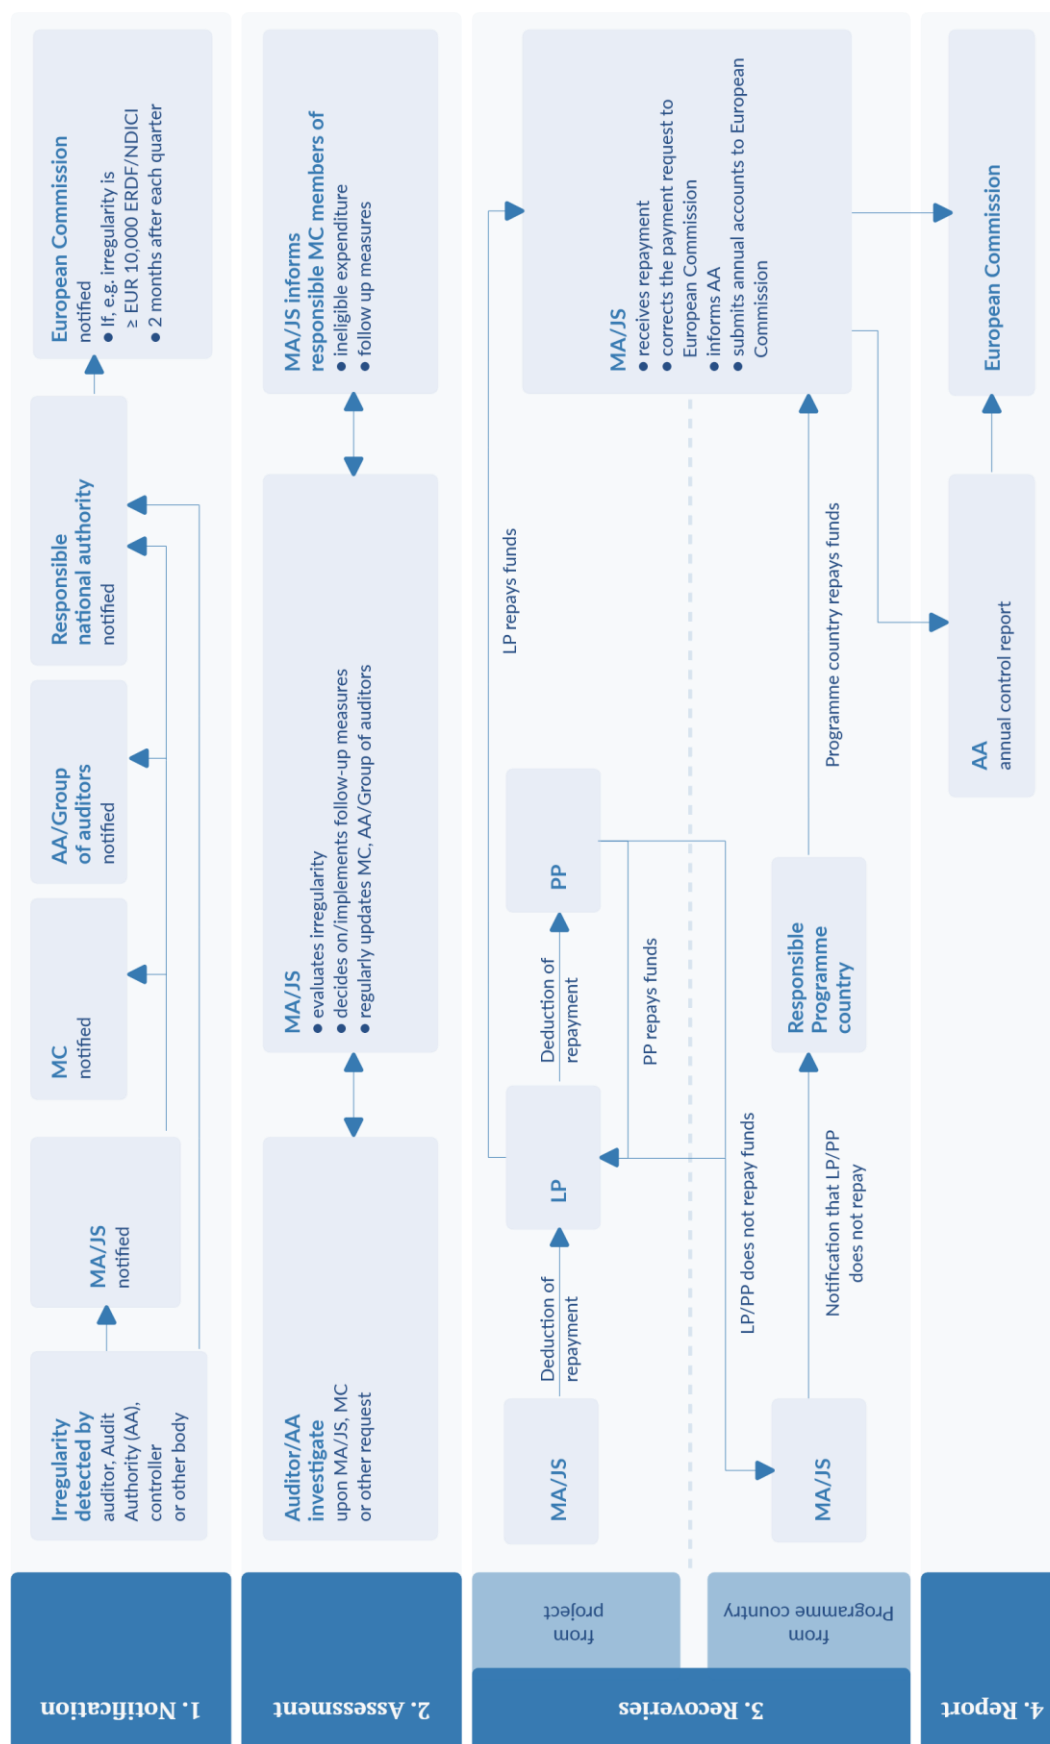 1. Notification
Irregularity
detected by
auditor, Audit
Authority (AA),
controller
or other body
MA/JS
notified
MC
notified
AA/Group
of auditors
notified
Responsible
national authority
notified
European Commission
notified
● If, e.g. irregularity is
≥ EUR 10,000 ERDF/NDICI
● 2 months after each quarter
2. Assessment
Auditor/AA
investigate
upon MA/JS, MC
or other request
MA/JS
● evaluates irregularity
● decides on/implements follow-up measures
● regularly updates MC, AA/Group of auditors
MA/JS informs
responsible MC members of
● ineligible expenditure
● follow up measures
3. Recoveries
from
project
MA/JS
Deduction of
repayment
LP
Deduction of
repayment
PP
LP repays funds
PP repays funds
LP/PP does not repay funds
from
Programme country
MA/JS
Notification that LP/PP
does not repay
Responsible
Programme
country
Programme country repays funds
MA/JS
● receives repayment
● corrects the payment request to
European Commission
● informs AA
● submits annual accounts to European
Commission
4. Report
AA
annual control report
European Commission